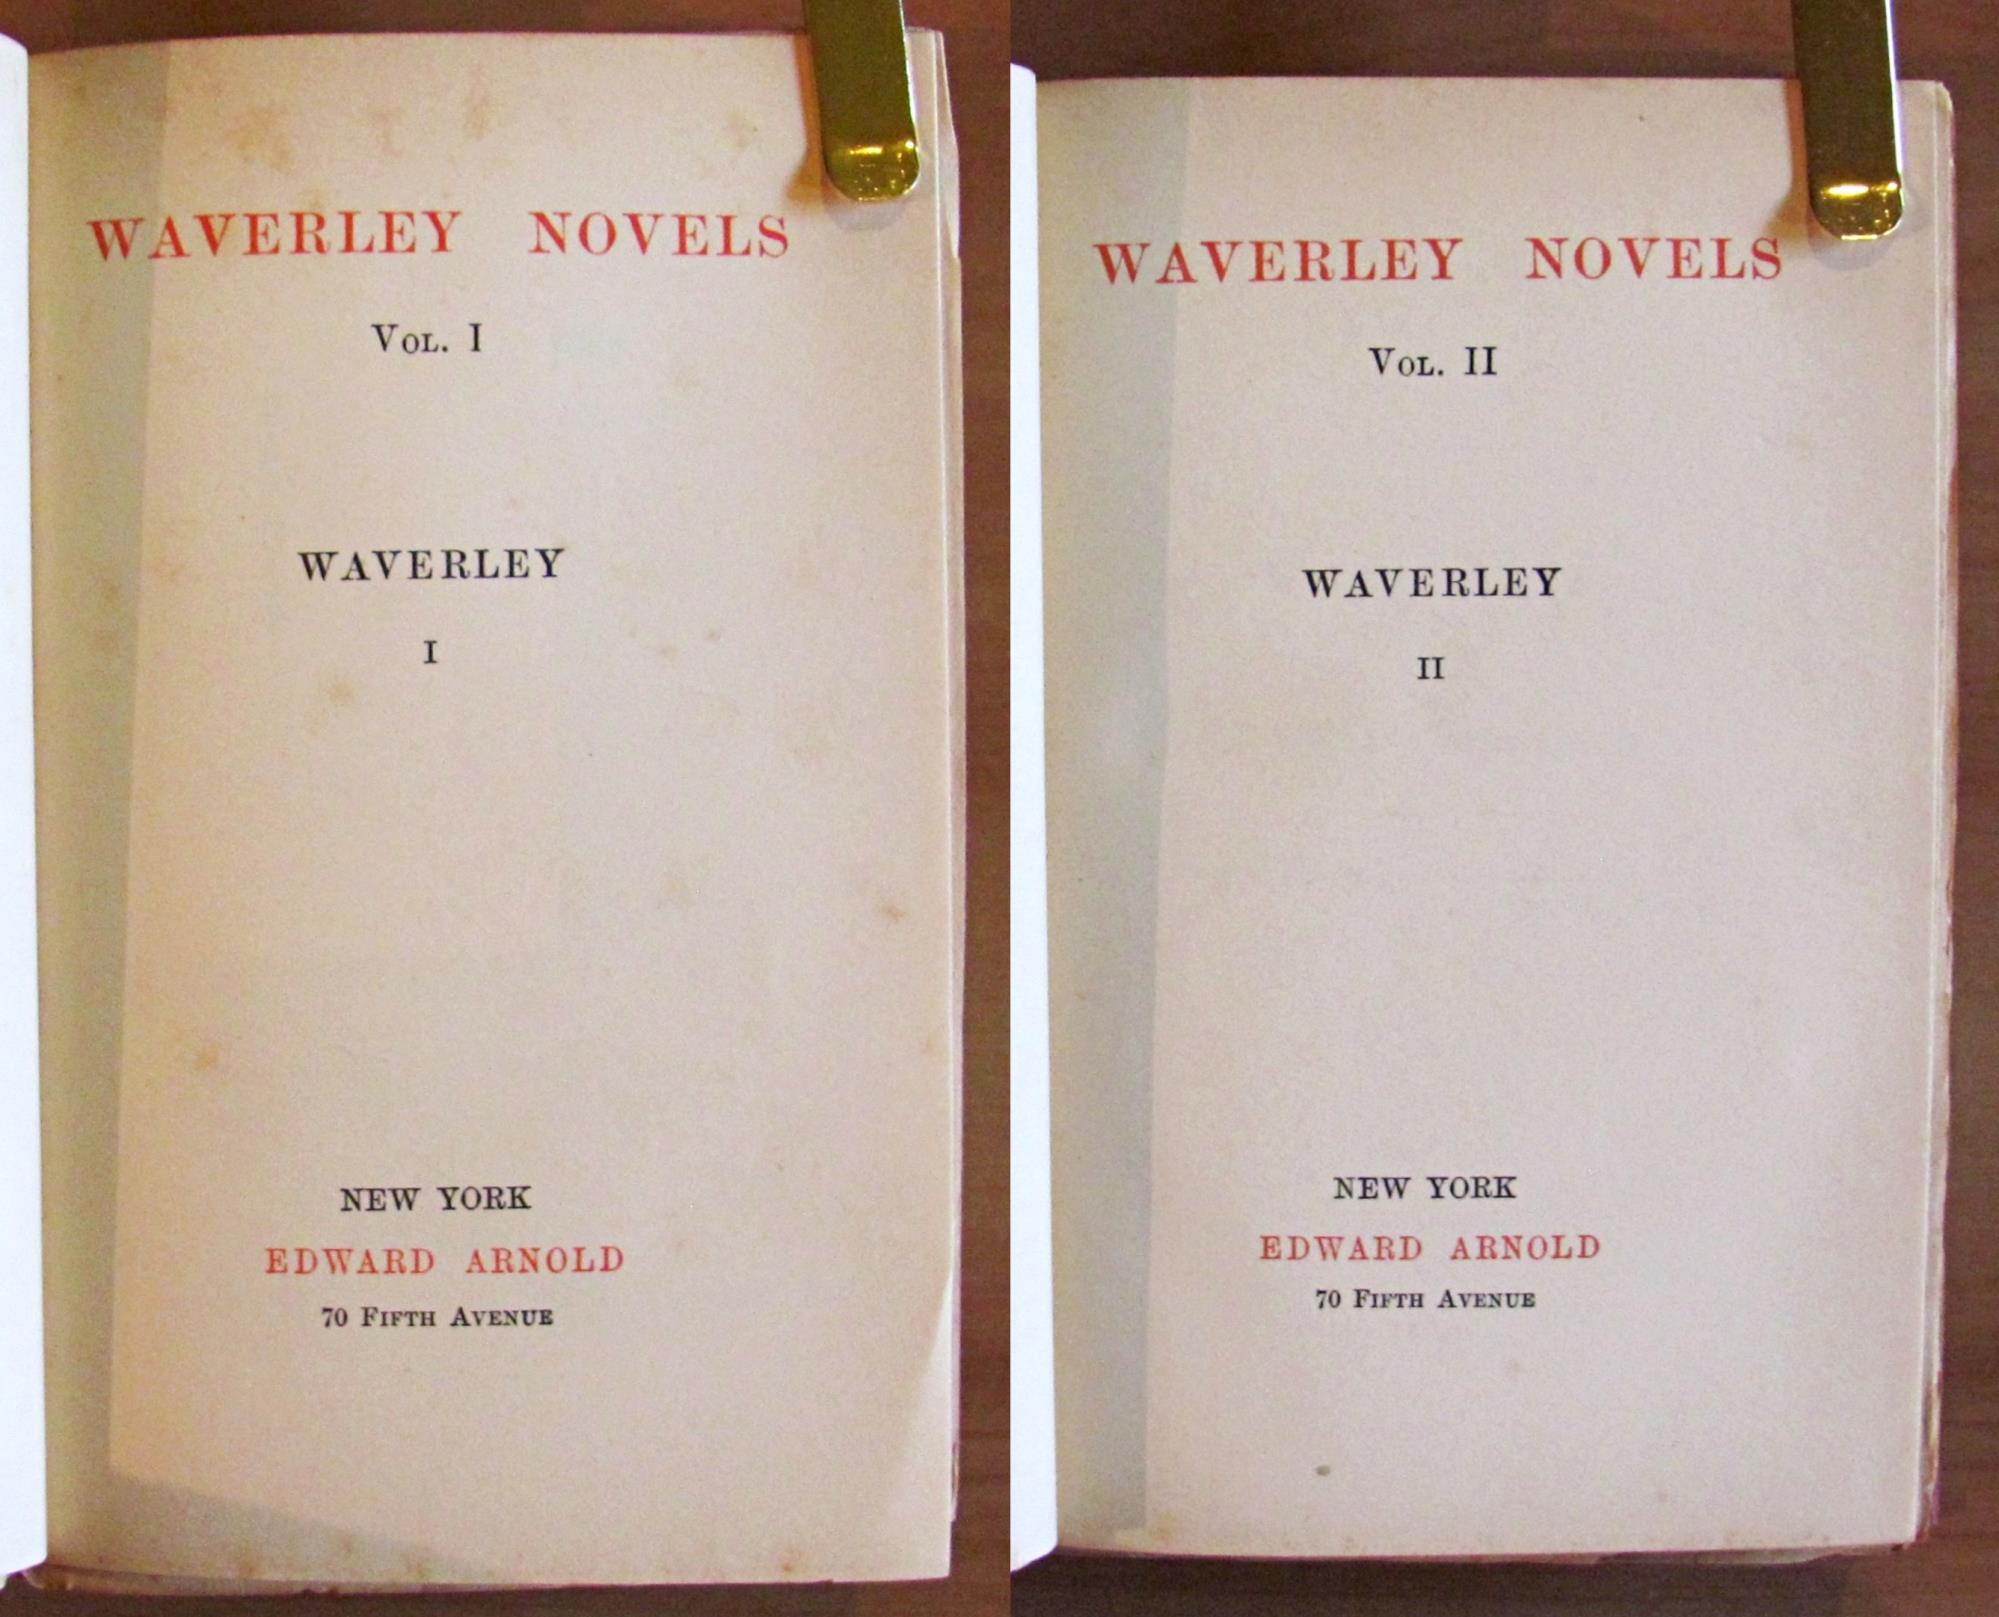 WAVERLEY NOVELS
Vol. I
WAVERLEY
I
NEW YORK
EDWARD ARNOLD
70 Fifth Avenue
WAVERLEY NOVELS
Vol. II
WAVERLEY
II
NEW YORK
EDWARD ARNOLD
70 Fifth Avenue